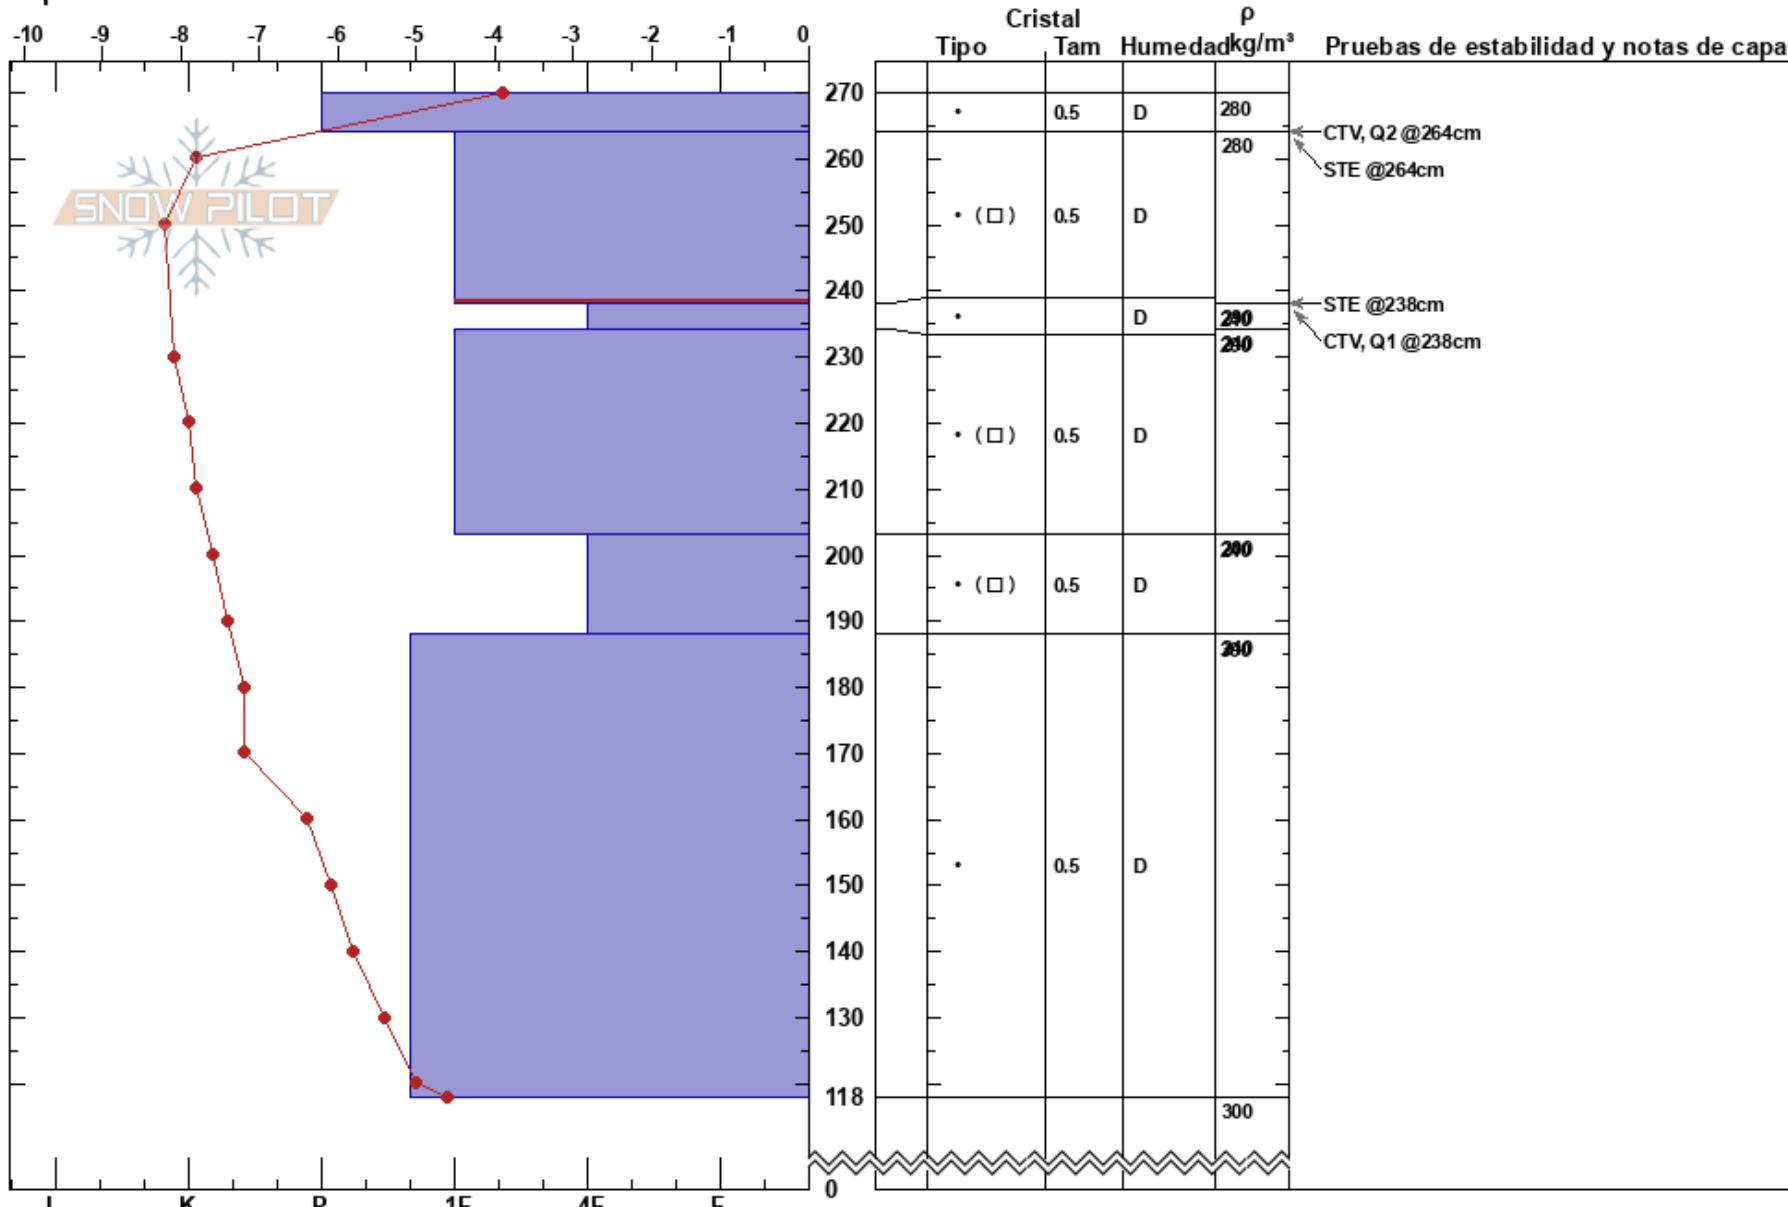 Cristal ρ
-10 -9 -8 -7 -6 -5 -4 -3 -2 -1 0
Tipo Tam Humedad kg/m³ Pruebas de estabilidad y notas de capa
270
• 0.5 D 280
CTV, Q2 @264cm
280
260
STE @264cm
SNOW PILOT
• (□) 0.5 D
250
240
STE @238cm
• D
CTV, Q1 @238cm
230
220
• (□) 0.5 D
210
200
• (□) 0.5 D
190
180
170
160
• 0.5 D
150
140
130
118
300
0
I K P 1F 4F F